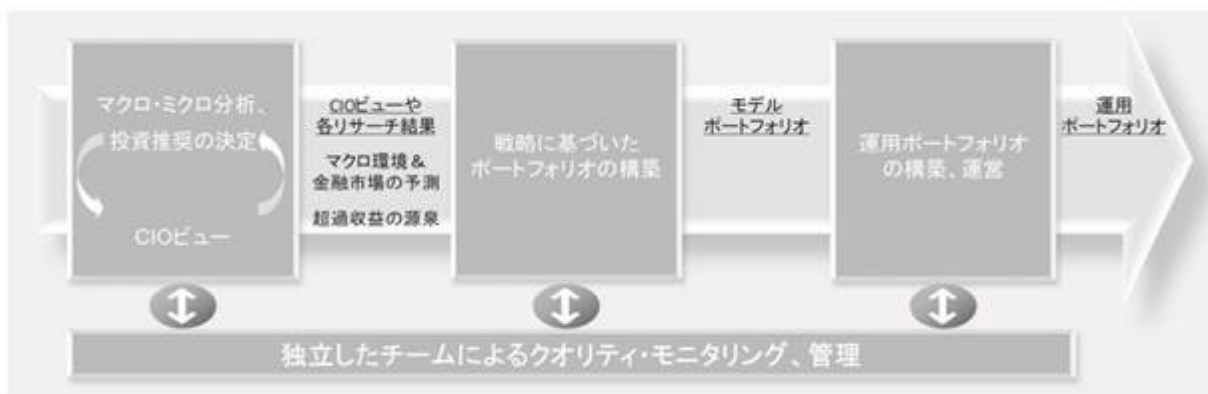 マクロ・ミクロ分析、
投資推奨の決定
CIOビュー
CIOビューや
各リサーチ結果
マクロ環境＆
金融市場の予測
超過収益の源泉
戦略に基づいた
ポートフォリオの構築
モデル
ポートフォリオ
運用ポートフォリオ
の構築、運営
運用
ポートフォリオ
独立したチームによるクオリティ・モニタリング、管理